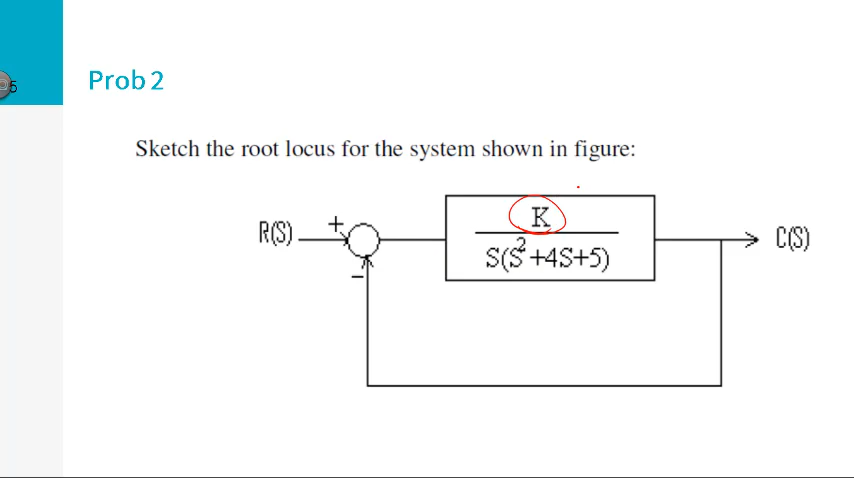 5
Prob 2
Sketch the root locus for the system shown in figure:
R(S)
+
K
S(S²+4S+5)
C(S)
−